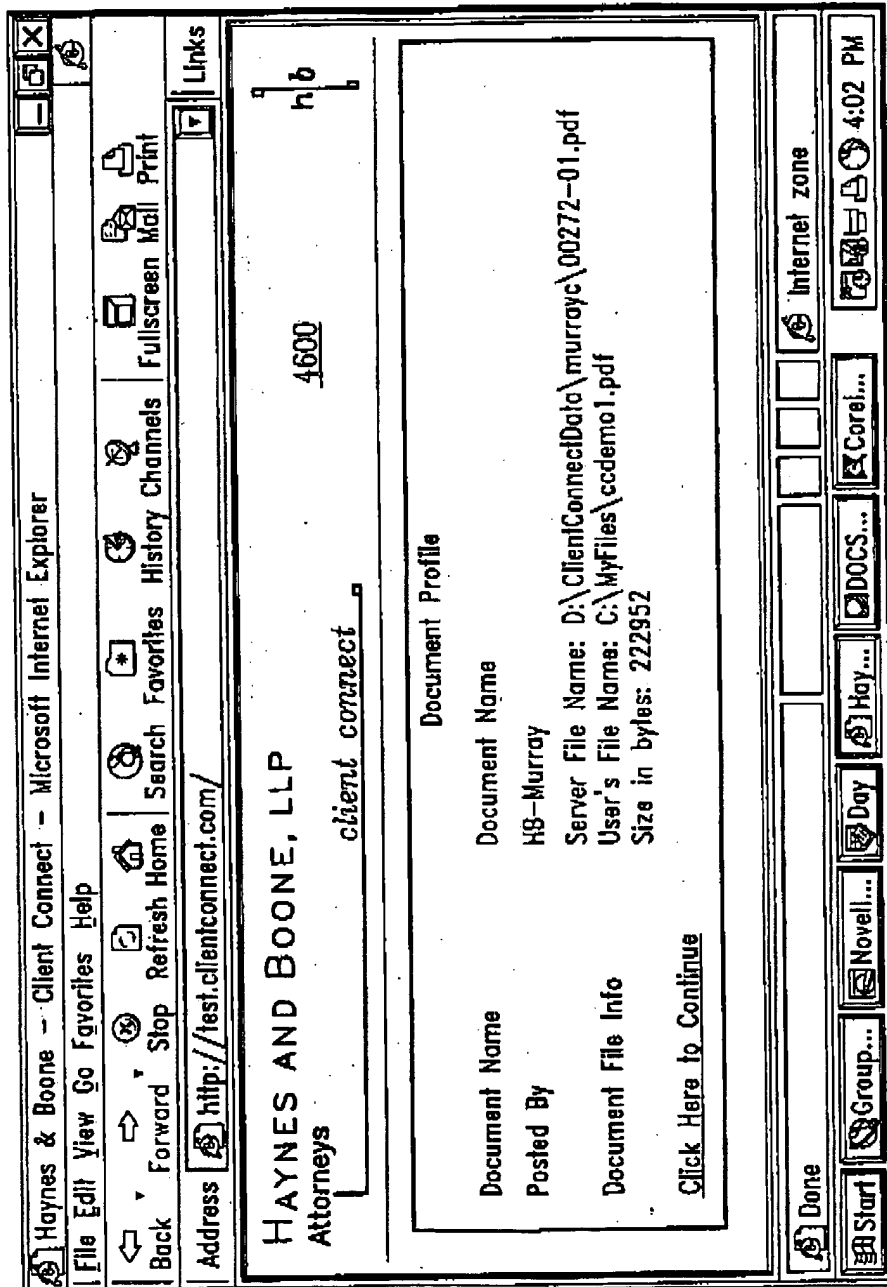 Haynes & Boone - Client Connect - Microsoft Internet Explorer
File Edit View Go Favorites Help
Back Forward Stop Refresh Home Search Favorites History Channels Fullscreen Mail Print
Address http://test.clientconnect.com/ Links
HAYNES AND BOONE, LLP
Attorneys
client connect
4600
h b
Document Profile
Document Name Document Name
Posted By HB-Murray
Document File Info Server File Name: D:\ClientConnectData\murrayc\00272-01.pdf
User's File Name: C:\MyFiles\ccdemo1.pdf
Size in bytes: 222952
Click Here to Continue
Done Internet zone
Start Group... Novell... Day Hay... DOCS... Corel... 4:02 PM